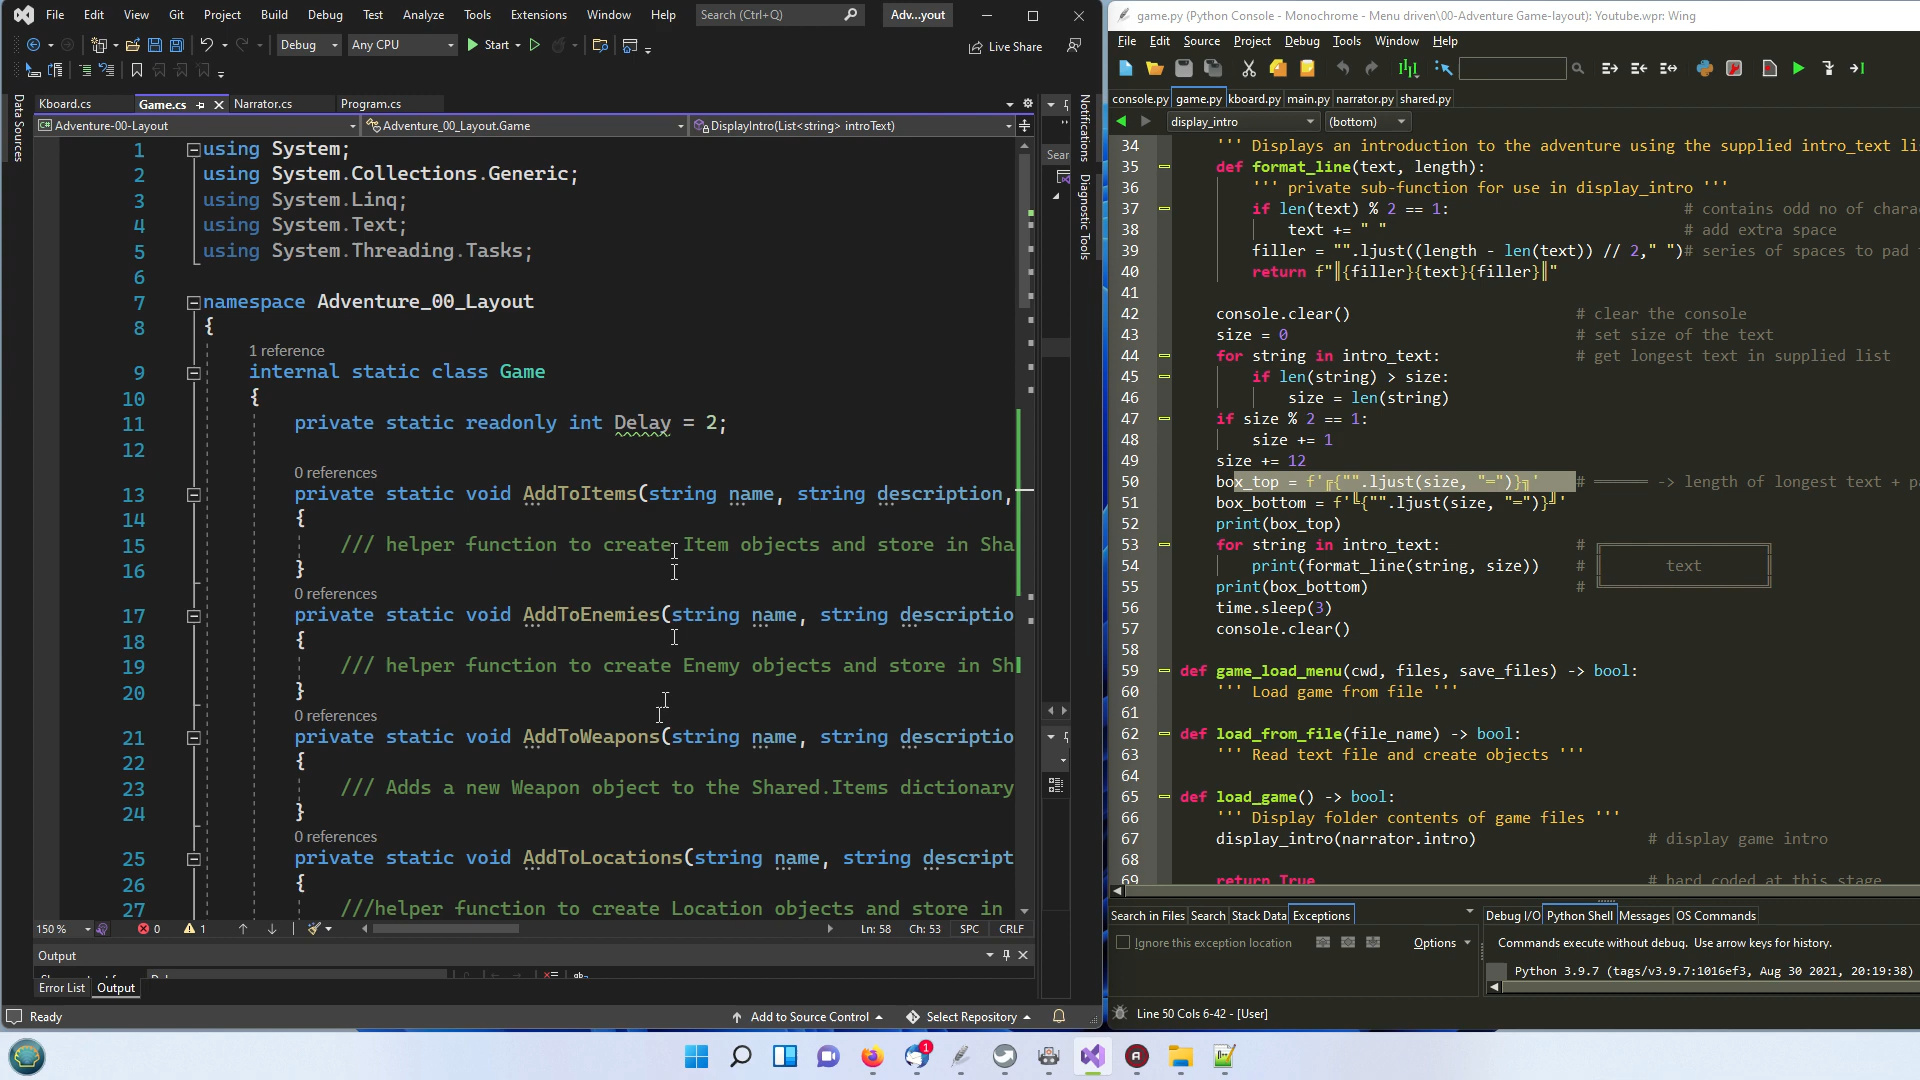 File Edit View Git Project Build Debug Test Analyze Tools Extensions Window Help Search (Ctrl+Q) Adv...yout
Debug Any CPU Start Live Share
Kboard.cs Game.cs Narrator.cs Program.cs
Adventure-00-Layout Adventure_00_Layout.Game DisplayIntro(List<string> introText)
Data Sources
Notifications
Diagnostic Tools
Sear
1 using System;
2 using System.Collections.Generic;
3 using System.Linq;
4 using System.Text;
5 using System.Threading.Tasks;
6
7 namespace Adventure_00_Layout
8 {
1 reference
9 internal static class Game
10 {
11 private static readonly int Delay = 2;
12
0 references
13 private static void AddToItems(string name, string description,
14 {
15 /// helper function to create Item objects and store in Sha
16 }
0 references
17 private static void AddToEnemies(string name, string descriptio
18 {
19 /// helper function to create Enemy objects and store in Sh
20 }
0 references
21 private static void AddToWeapons(string name, string descriptio
22 {
23 /// Adds a new Weapon object to the Shared.Items dictionary
24 }
0 references
25 private static void AddToLocations(string name, string descript
26 {
27 ///helper function to create Location objects and store in
150 % 0 1 Ln: 58 Ch: 53 SPC CRLF
Output
Error List Output
Ready Add to Source Control Select Repository
game.py (Python Console - Monochrome - Menu driven\00-Adventure Game-layout): Youtube.wpr: Wing
File Edit Source Project Debug Tools Window Help
console.py game.py kboard.py main.py narrator.py shared.py
display_intro (bottom)
34 ''' Displays an introduction to the adventure using the supplied intro_text li
35 def format_line(text, length):
36 ''' private sub-function for use in display_intro '''
37 if len(text) % 2 == 1: # contains odd no of chara
38 text += " " # add extra space
39 filler = "".ljust((length - len(text)) // 2," ")# series of spaces to pad
40 return f"║{filler}{text}{filler}║"
41
42 console.clear() # clear the console
43 size = 0 # set size of the text
44 for string in intro_text: # get longest text in supplied list
45 if len(string) > size:
46 size = len(string)
47 if size % 2 == 1:
48 size += 1
49 size += 12
50 box_top = f'╔{"".ljust(size, "═")}╗' # ══════ -> length of longest text + p
51 box_bottom = f'╚{"".ljust(size, "═")}╝'
52 print(box_top)
53 for string in intro_text: #
54 print(format_line(string, size)) # text
55 print(box_bottom) #
56 time.sleep(3)
57 console.clear()
58
59 def game_load_menu(cwd, files, save_files) -> bool:
60 ''' Load game from file '''
61
62 def load_from_file(file_name) -> bool:
63 ''' Read text file and create objects '''
64
65 def load_game() -> bool:
66 ''' Display folder contents of game files '''
67 display_intro(narrator.intro) # display game intro
68
69 return True # hard coded at this stage
Search in Files Search Stack Data Exceptions
Ignore this exception location Options
Debug I/O Python Shell Messages OS Commands
Commands execute without debug. Use arrow keys for history.
Python 3.9.7 (tags/v3.9.7:1016ef3, Aug 30 2021, 20:19:38)
Line 50 Cols 6-42 - [User]
1